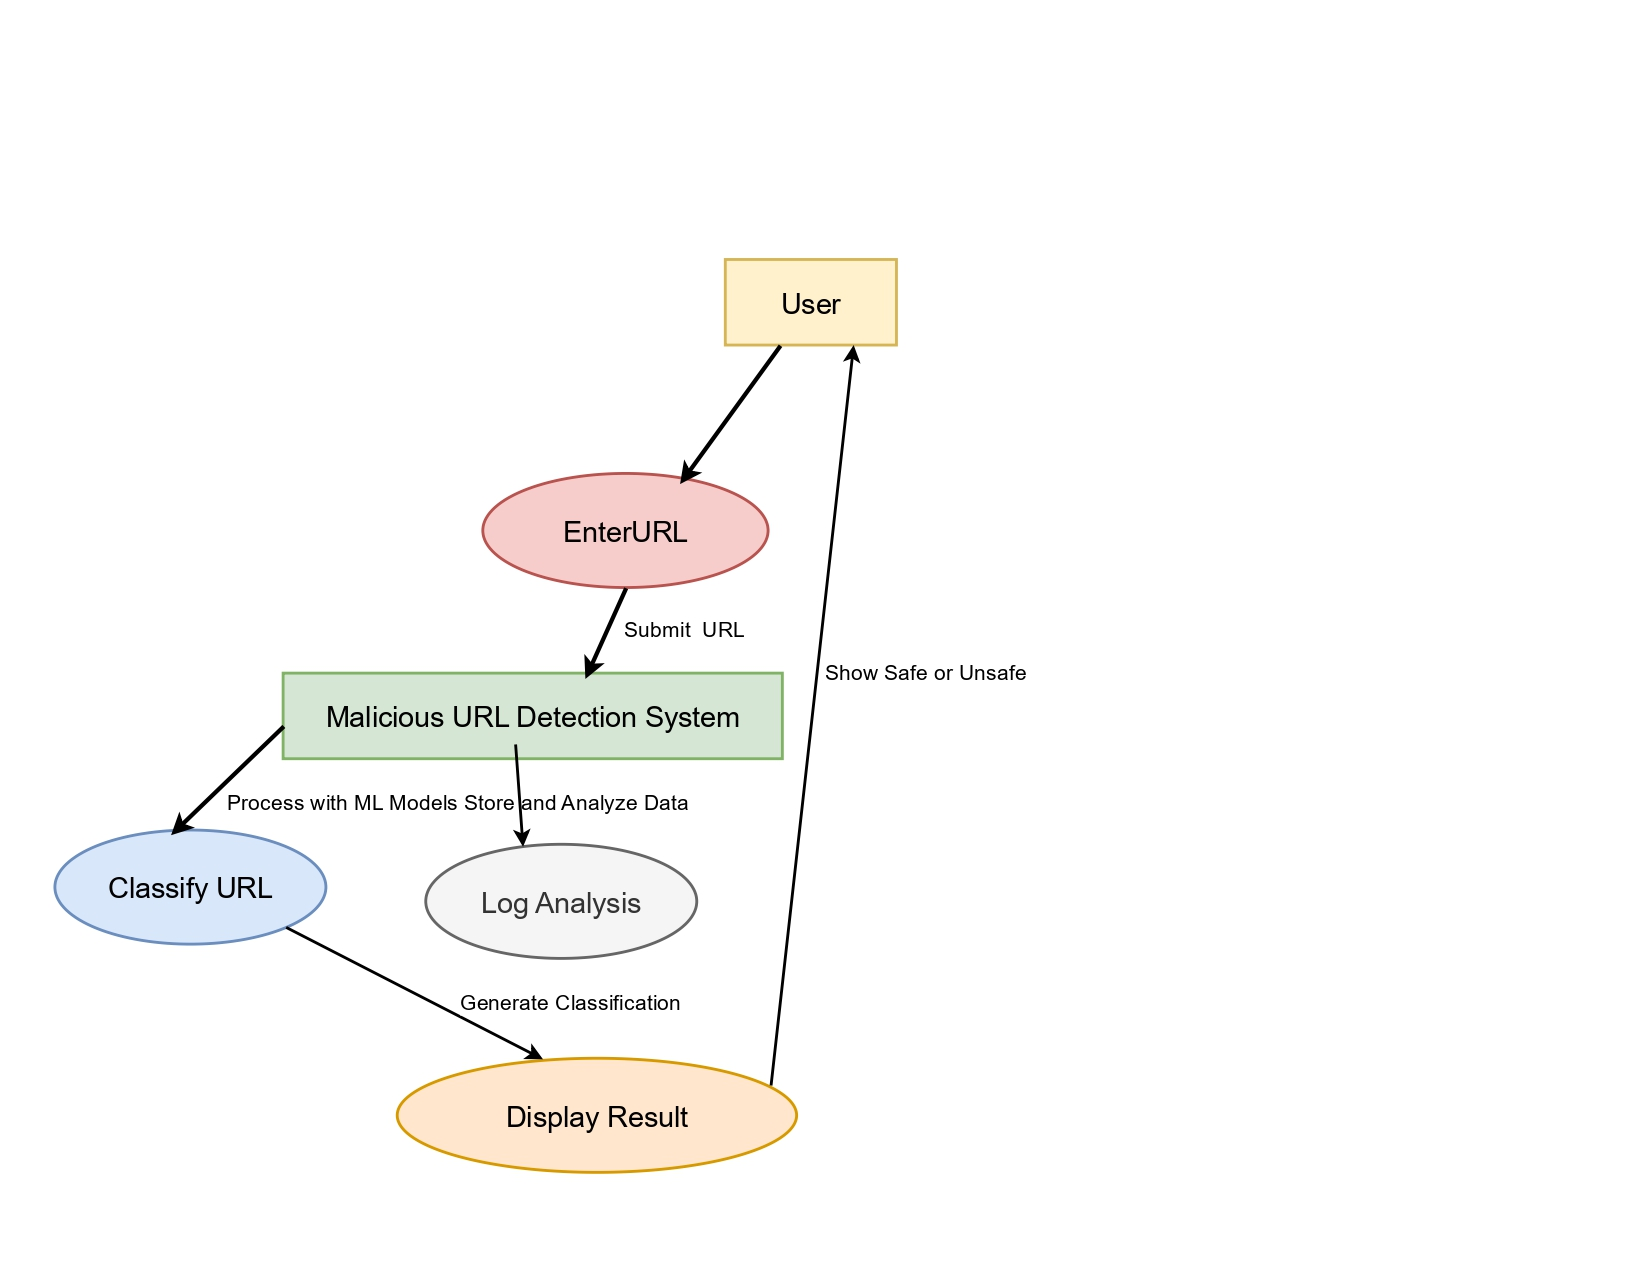 User
EnterURL
Submit  URL
Show Safe or Unsafe
Malicious URL Detection System
Process with ML Models Store and Analyze Data
Classify URL
Log Analysis
Generate Classification
Display Result